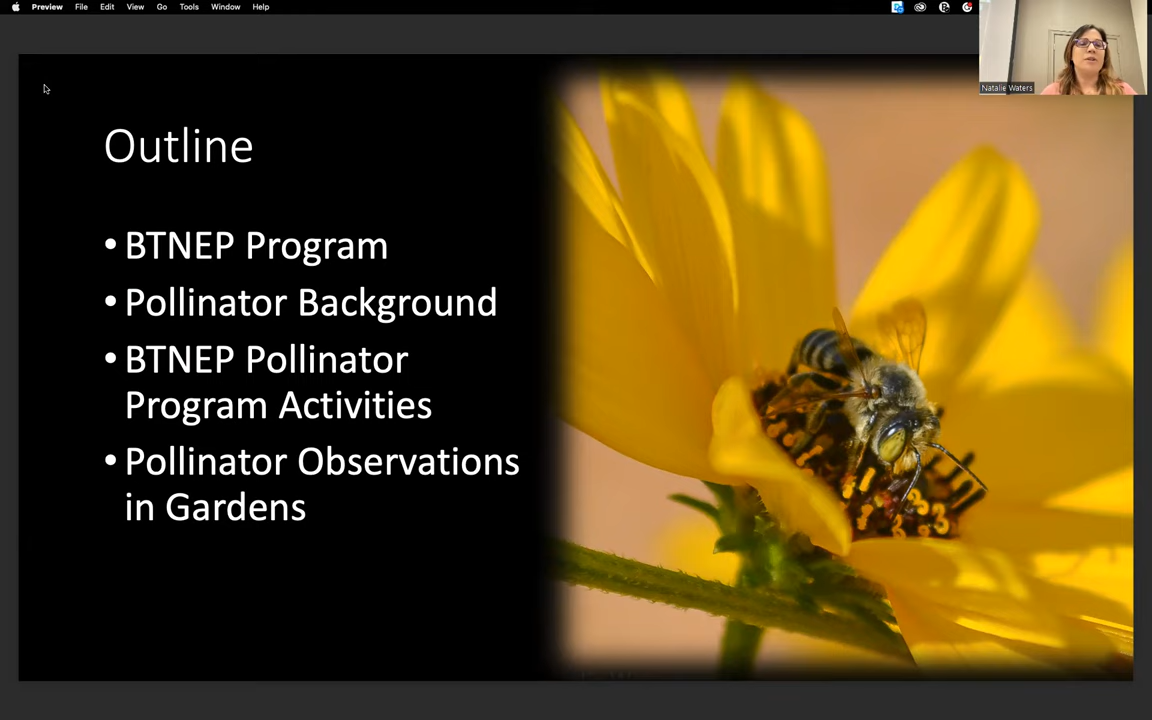 Preview File Edit View Go Tools Window Help
Natalie Waters
Outline
• BTNEP Program
• Pollinator Background
• BTNEP Pollinator
Program Activities
• Pollinator Observations
in Gardens